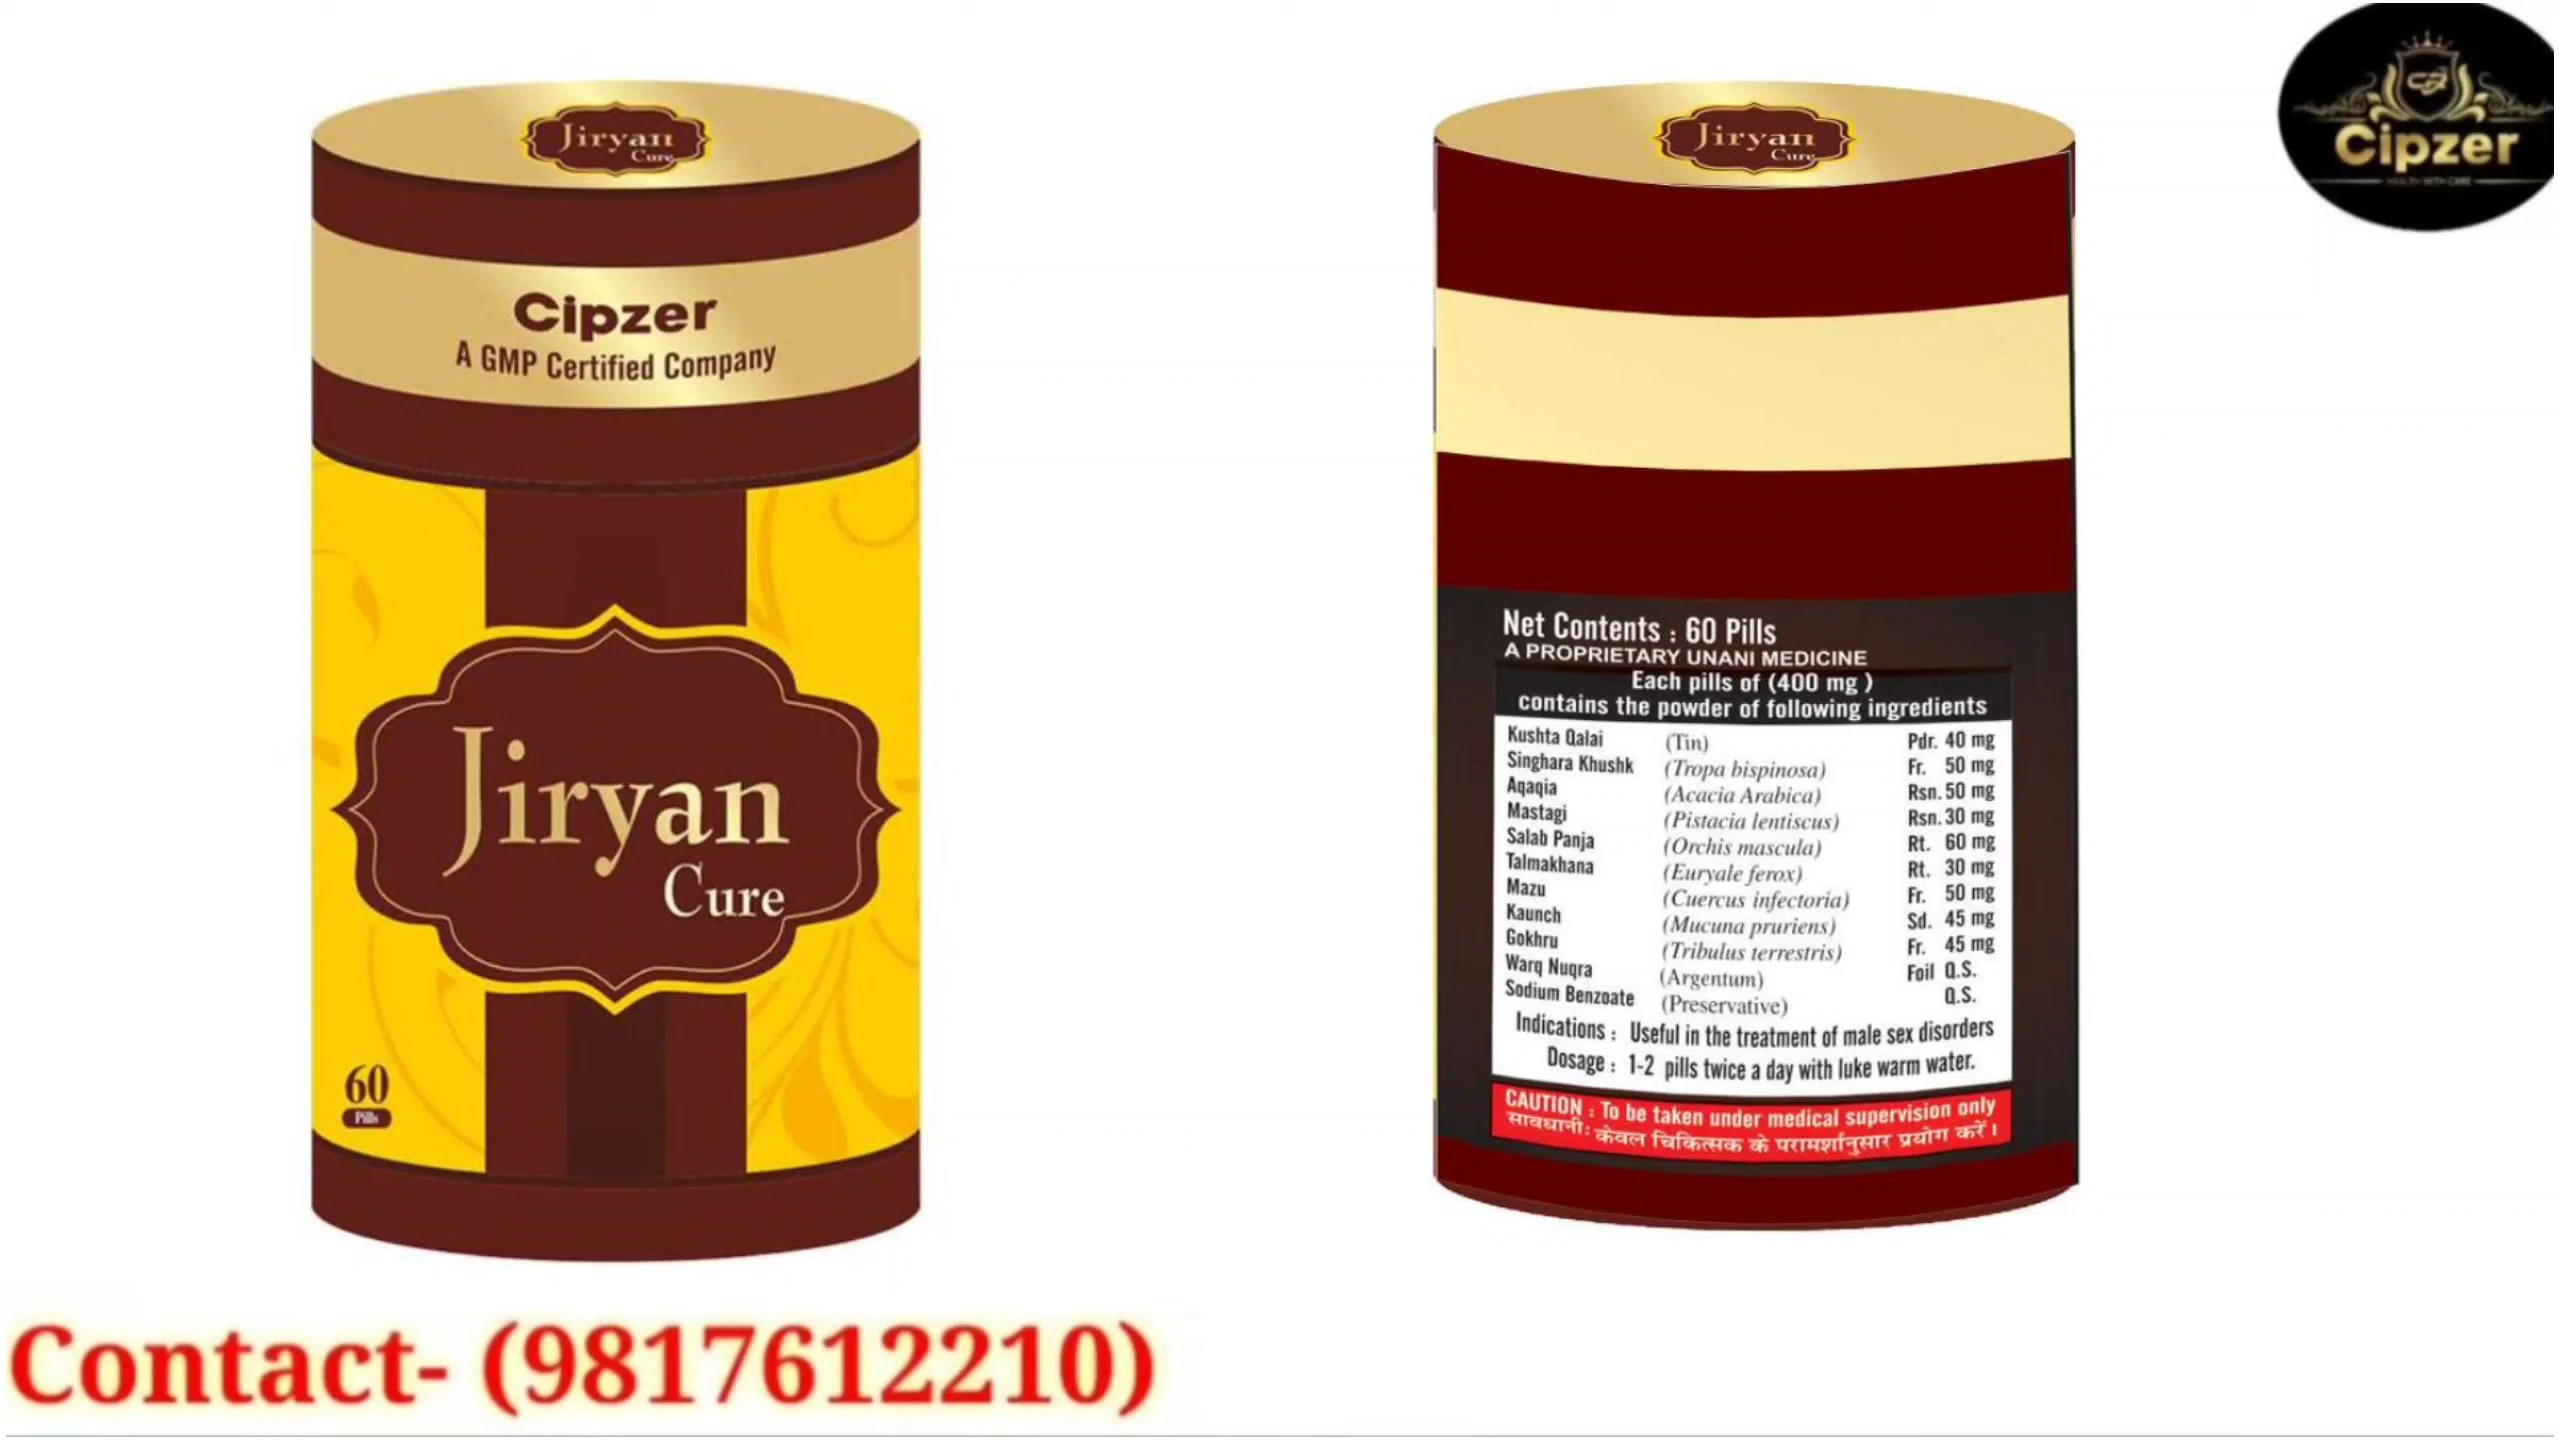 Jiryan
Cure
Cipzer
A GMP Certified Company
Jiryan
Cure
60
Pills
Contact- (9817612210)
Jiryan
Cure
Net Contents : 60 Pills
A PROPRIETARY UNANI MEDICINE
Each pills of (400 mg )
contains the powder of following ingredients
Kushta Qalai (Tin) Pdr. 40 mg
Singhara Khushk (Tropa bispinosa) Fr. 50 mg
Aqaqia (Acacia Arabica) Rsn. 50 mg
Mastagi (Pistacia lentiscus) Rsn. 30 mg
Salab Panja (Orchis mascula) Rt. 60 mg
Talmakhana (Euryale ferox) Rt. 30 mg
Mazu (Cuercus infectoria) Fr. 50 mg
Kaunch (Mucuna pruriens) Sd. 45 mg
Gokhru (Tribulus terrestris) Fr. 45 mg
Warq Nuqra (Argentum) Foil Q.S.
Sodium Benzoate (Preservative) Q.S.
Indications : Useful in the treatment of male sex disorders
Dosage : 1-2 pills twice a day with luke warm water.
CAUTION : To be taken under medical supervision only
सावधानी: केवल चिकित्सक के परामर्शानुसार प्रयोग करें।
Cipzer
HEALTH WITH CARE